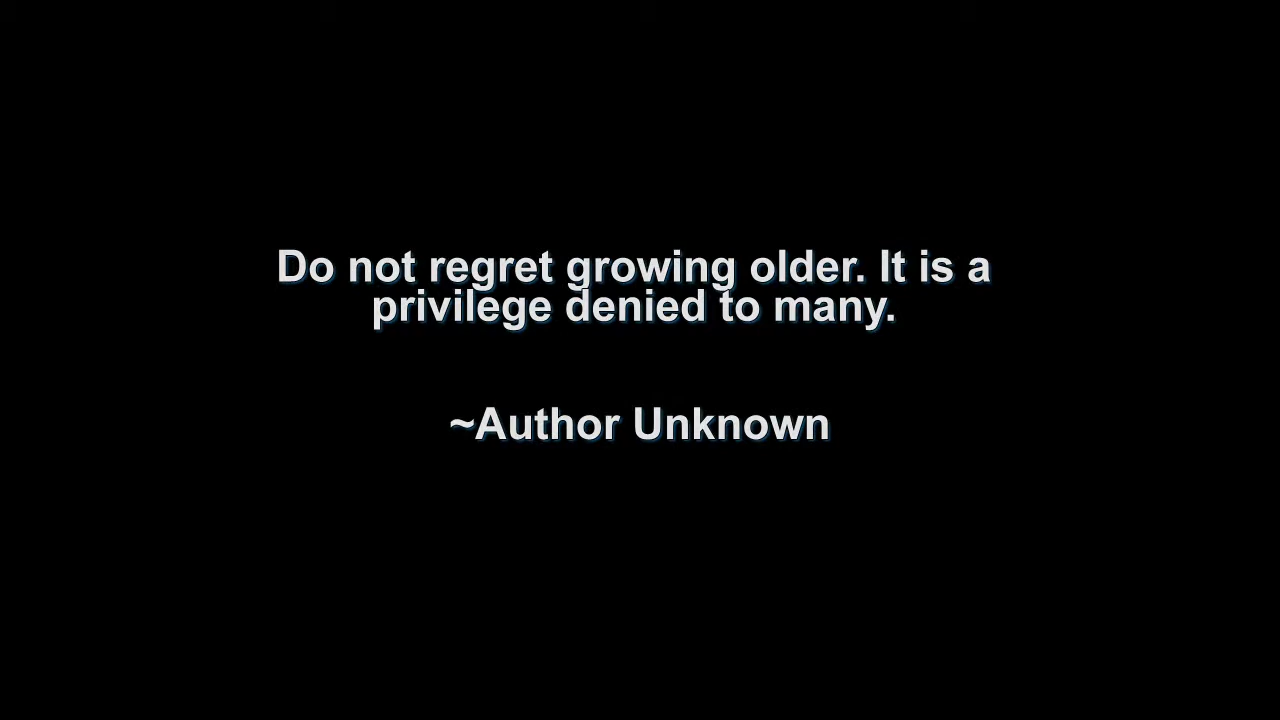 Do not regret growing older. It is a
privilege denied to many.
~Author Unknown